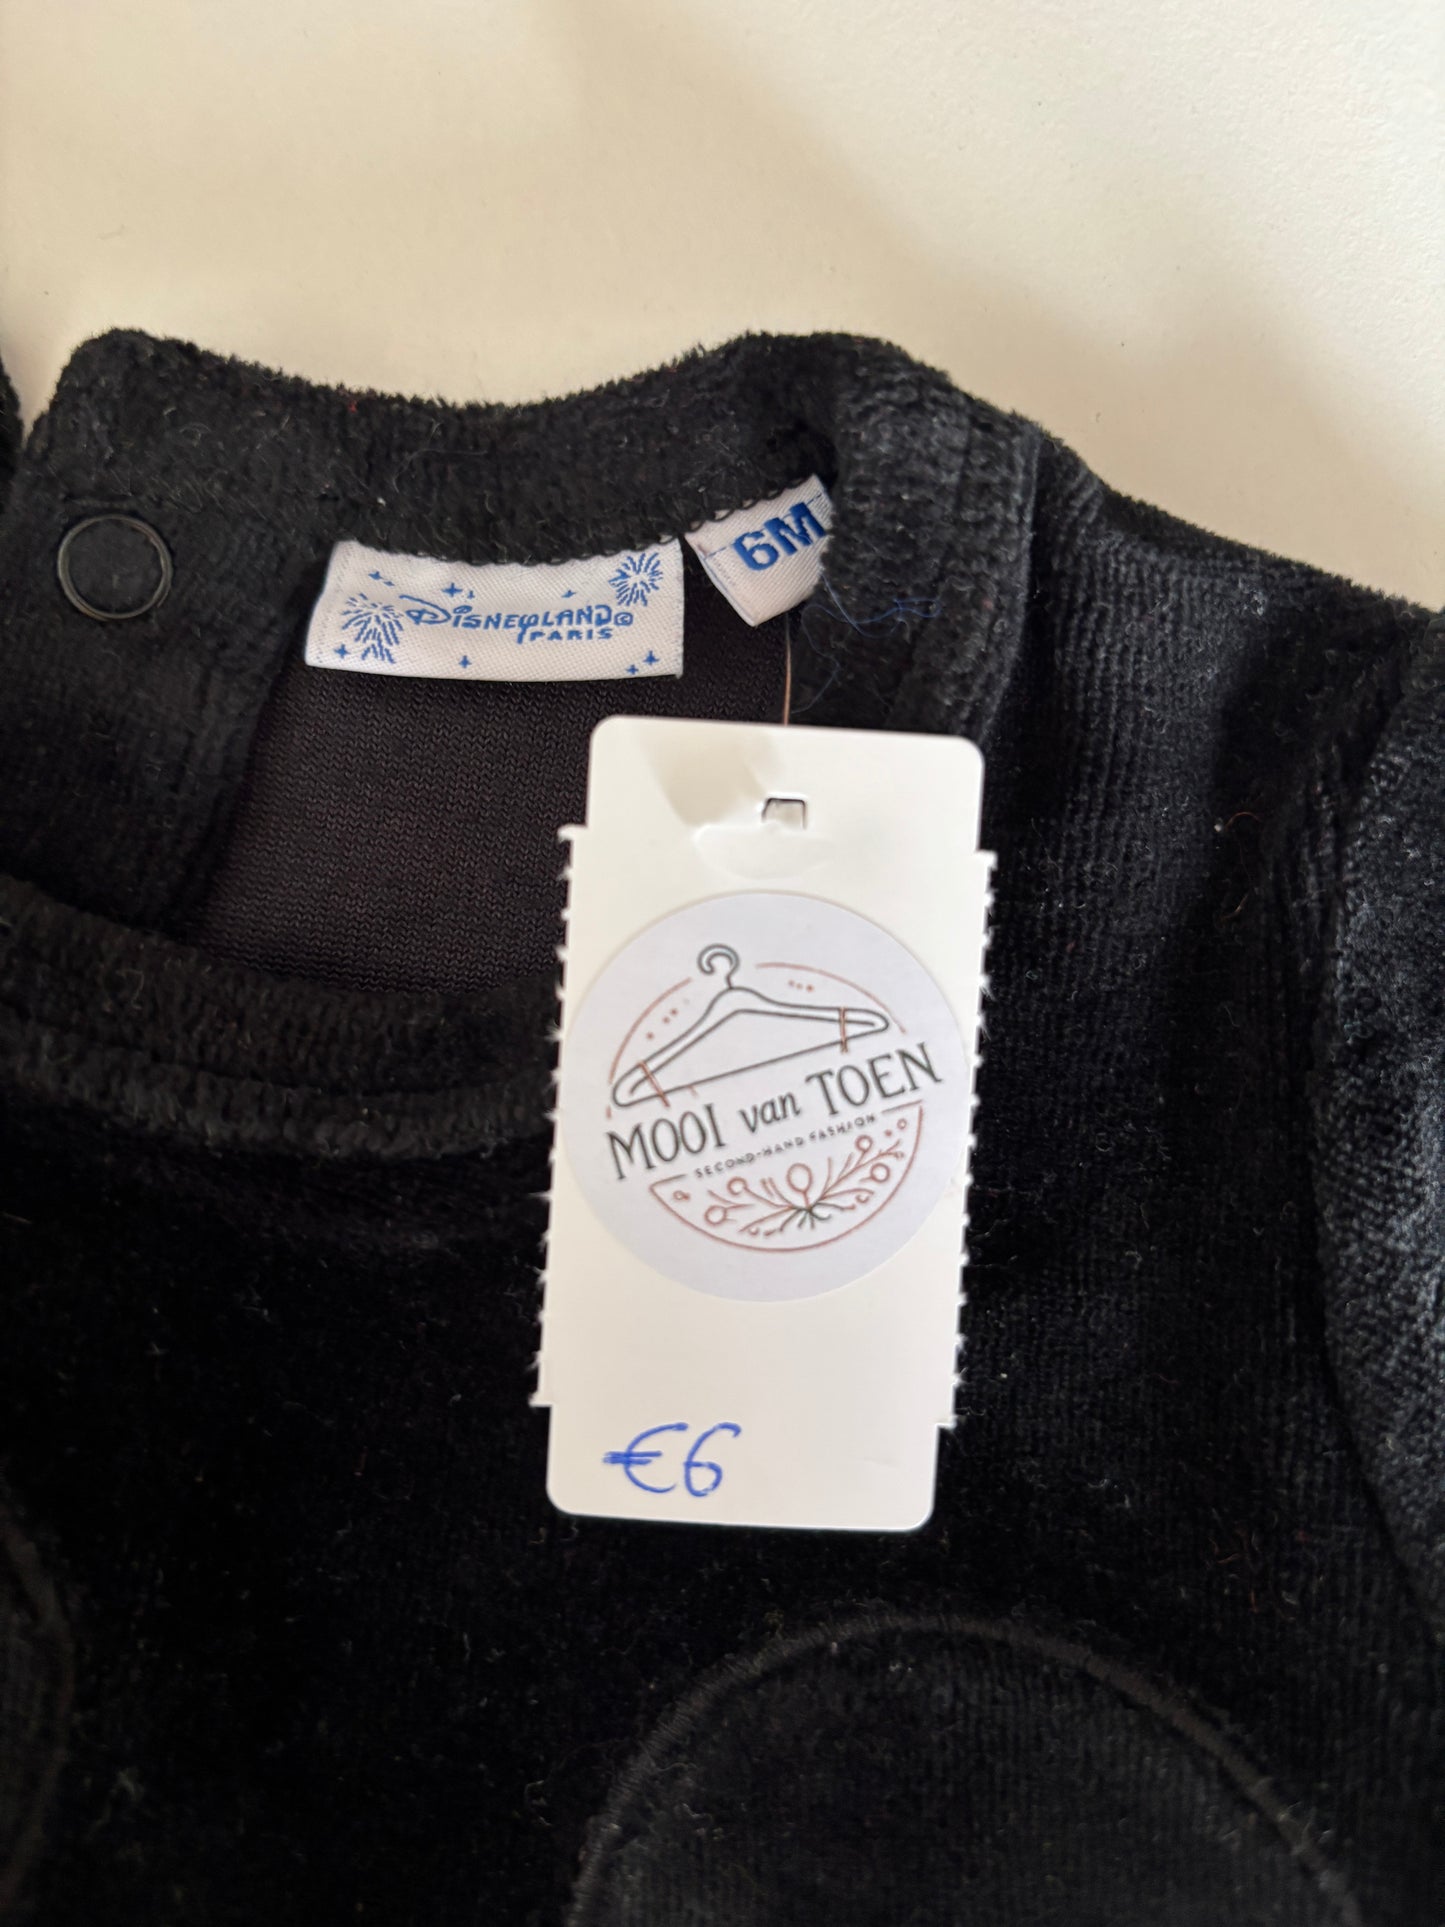 6M
DISNEYLAND©
PARIS
MOOI van TOEN
SECOND-HAND FASHION
€6